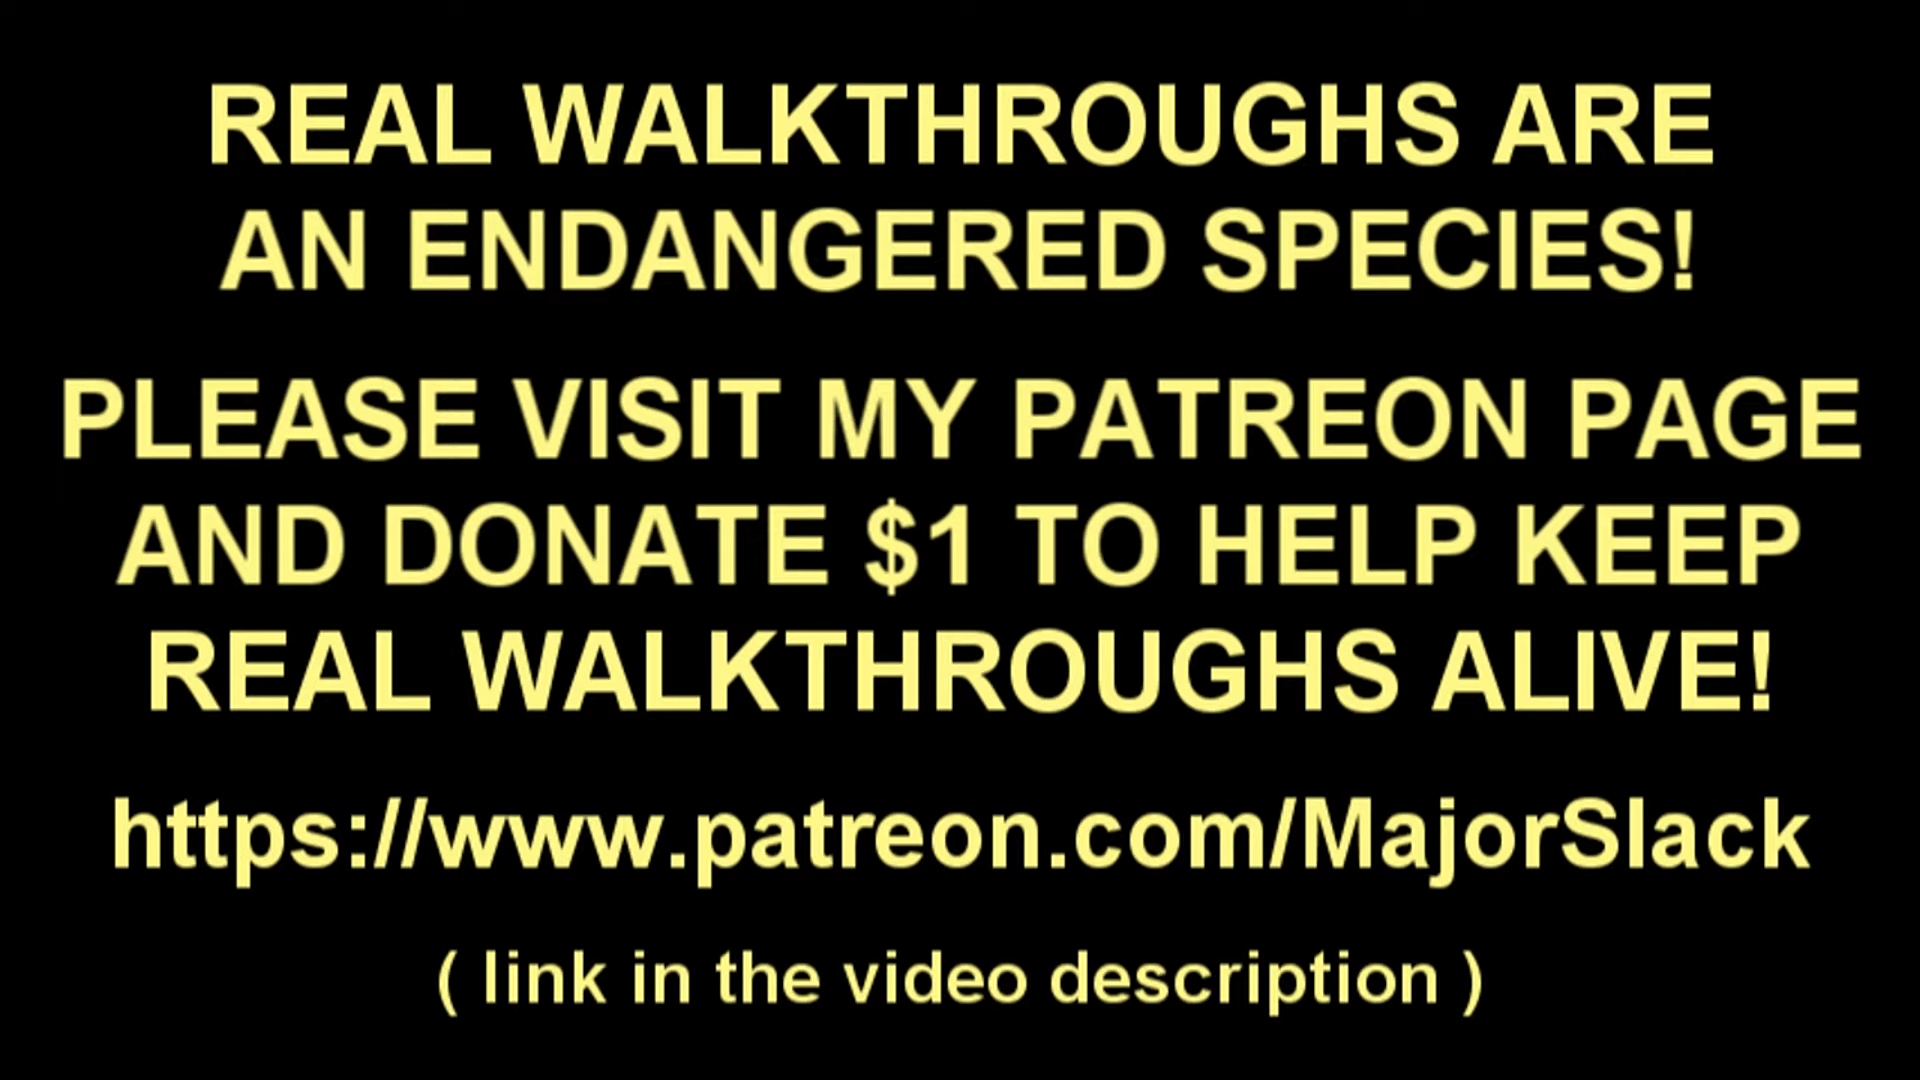 REAL WALKTHROUGHS ARE
AN ENDANGERED SPECIES!
PLEASE VISIT MY PATREON PAGE
AND DONATE $1 TO HELP KEEP
REAL WALKTHROUGHS ALIVE!
https://www.patreon.com/MajorSlack
( link in the video description )